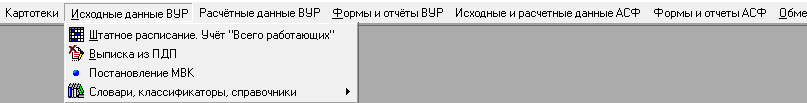 Картотеки Исходные данные ВУР Расчётные данные ВУР Формы и отчёты ВУР Исходные и расчетные данные АСФ Формы и отчеты АСФ Обме
Штатное расписание. Учёт "Всего работающих"
Выписка из ПДП
Постановление МВК
Словари, классификаторы, справочники